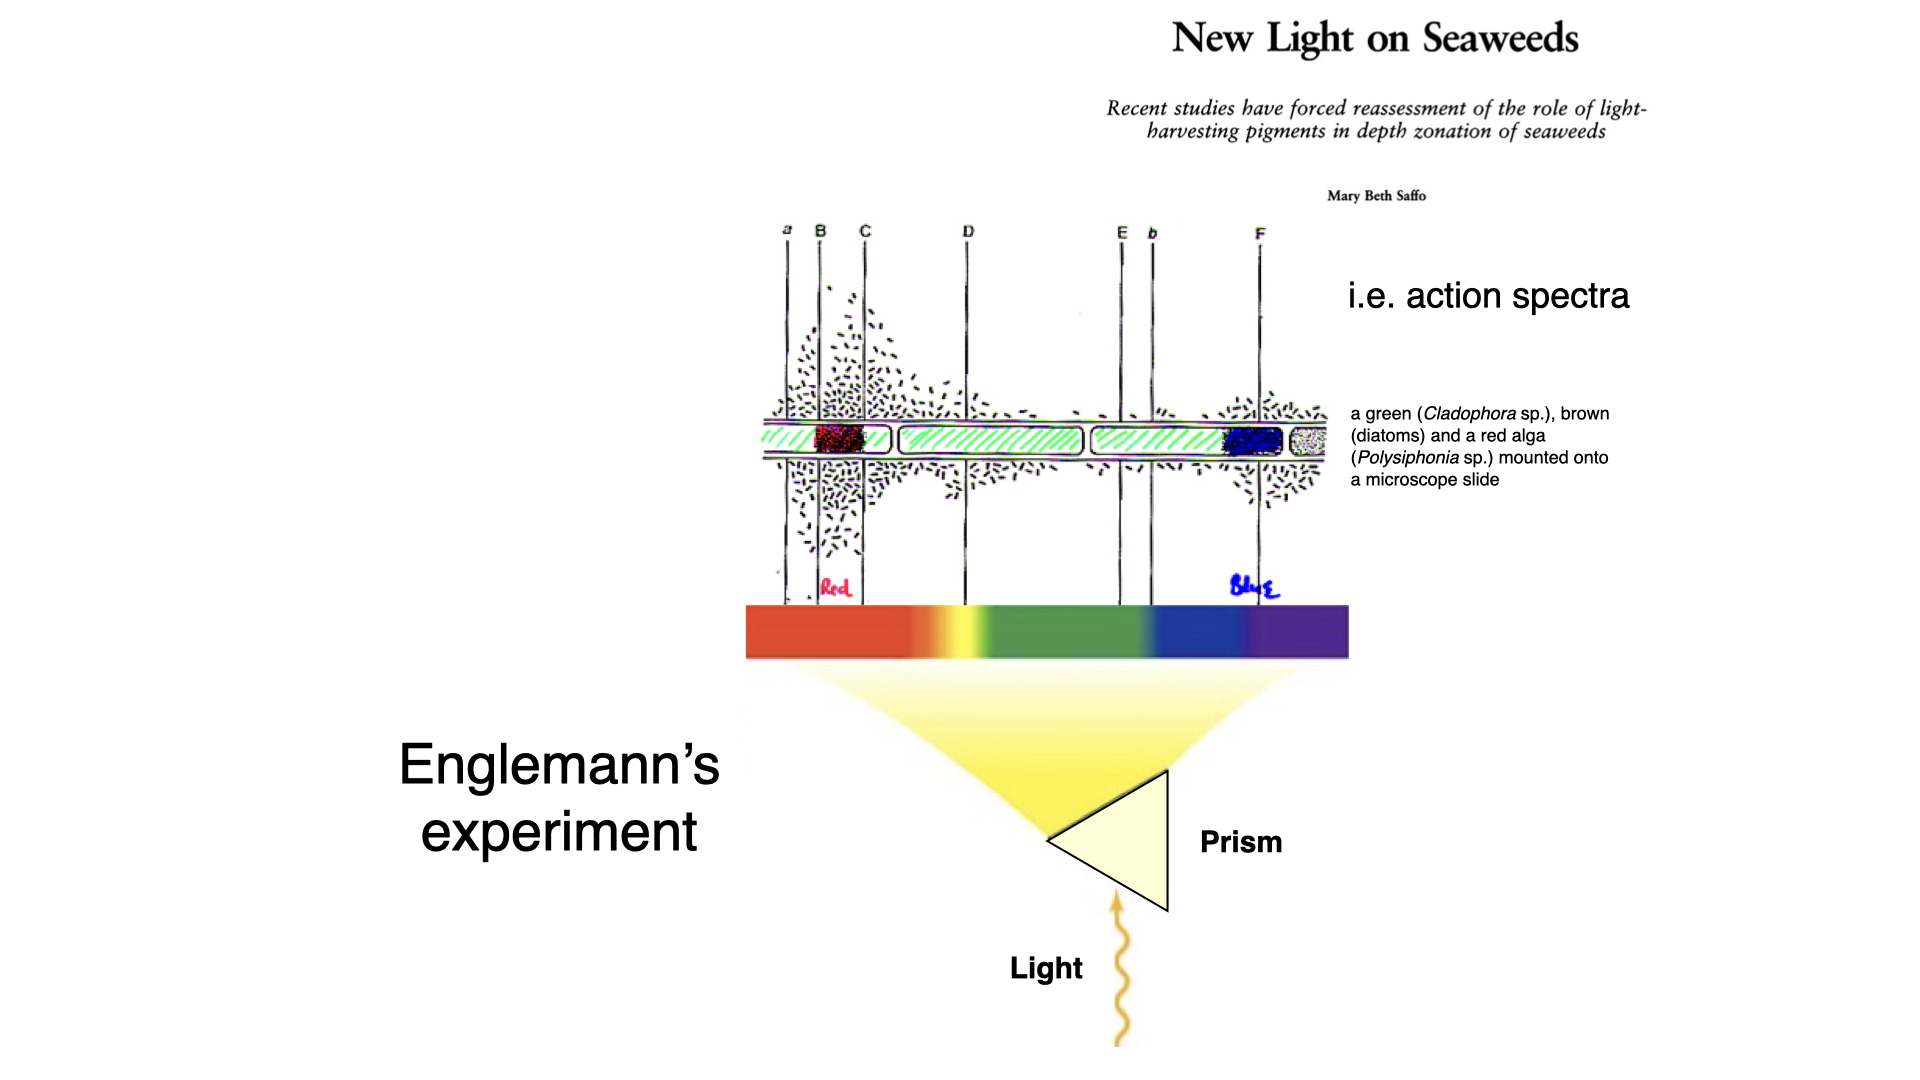 New Light on Seaweeds
Recent studies have forced reassessment of the role of light-
harvesting pigments in depth zonation of seaweeds
Mary Beth Saffo
a B C D E b F
i.e. action spectra
a green (Cladophora sp.), brown
(diatoms) and a red alga
(Polysiphonia sp.) mounted onto
a microscope slide
Red
Blue
Englemann’s
experiment
Prism
Light